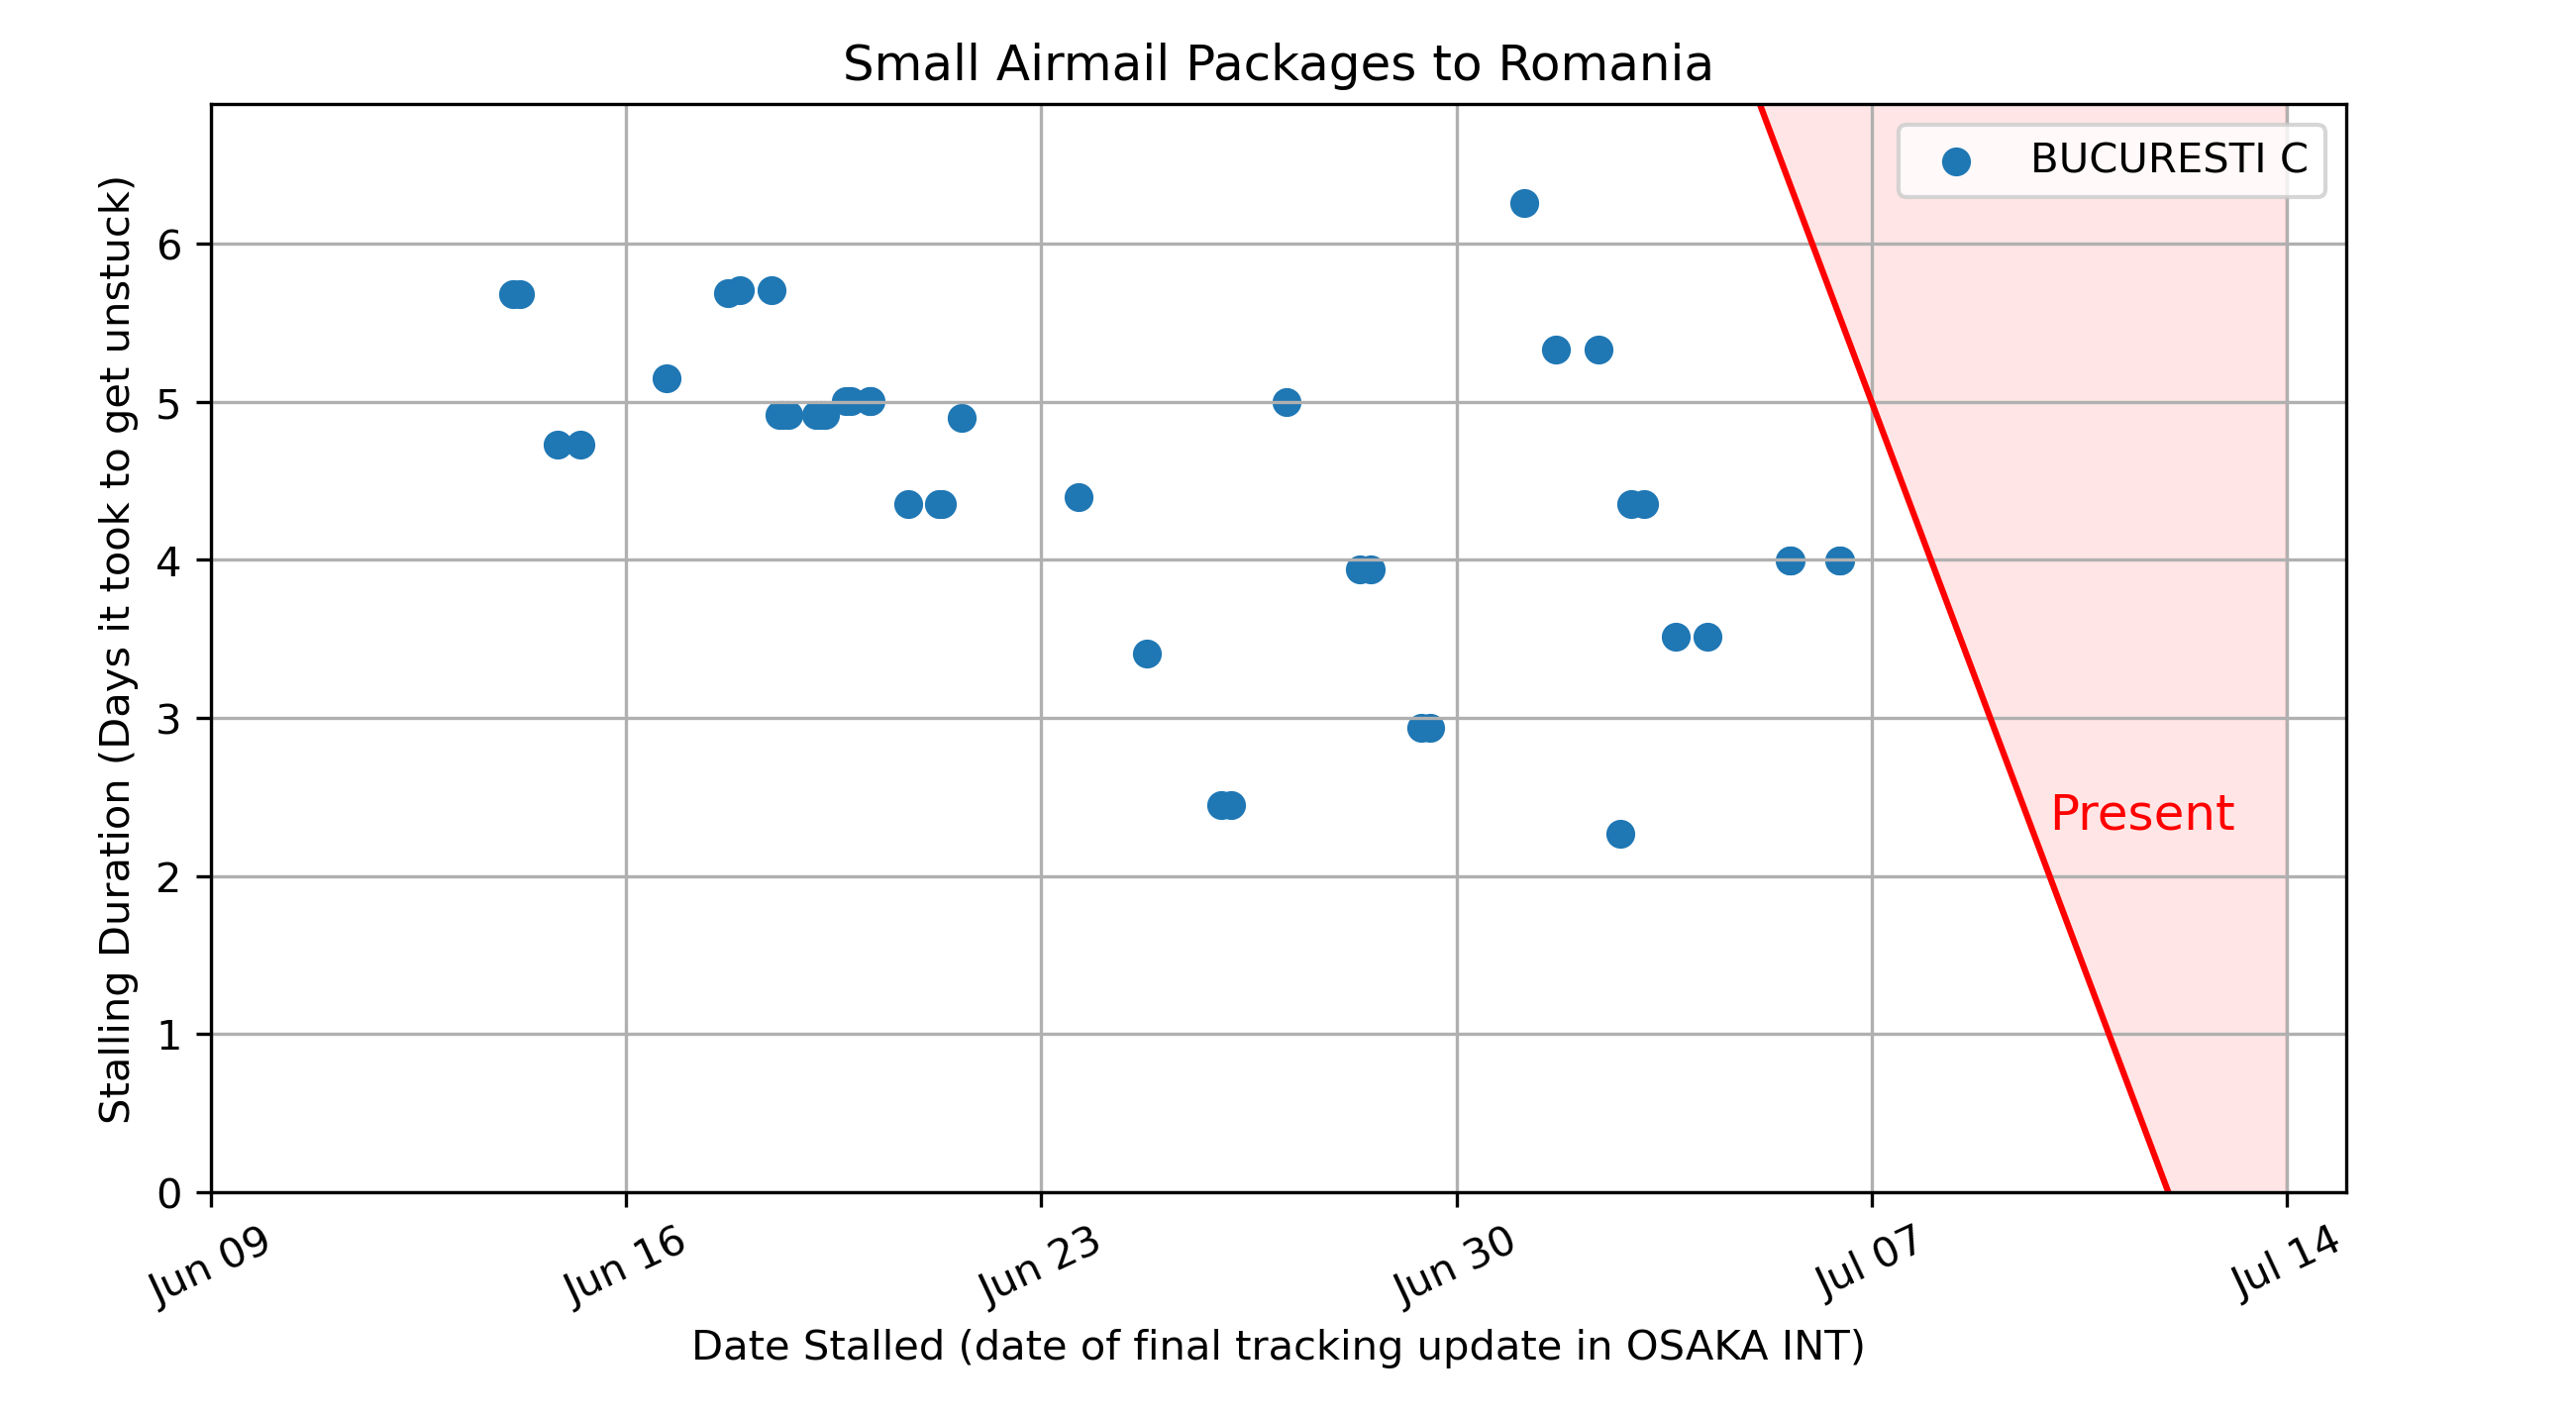 Small Airmail Packages to Romania
BUCURESTI C
Stalling Duration (Days it took to get unstuck)
6
5
4
3
2
1
0
Present
Jun 09
Jun 16
Jun 23
Jun 30
Jul 07
Jul 14
Date Stalled (date of final tracking update in OSAKA INT)